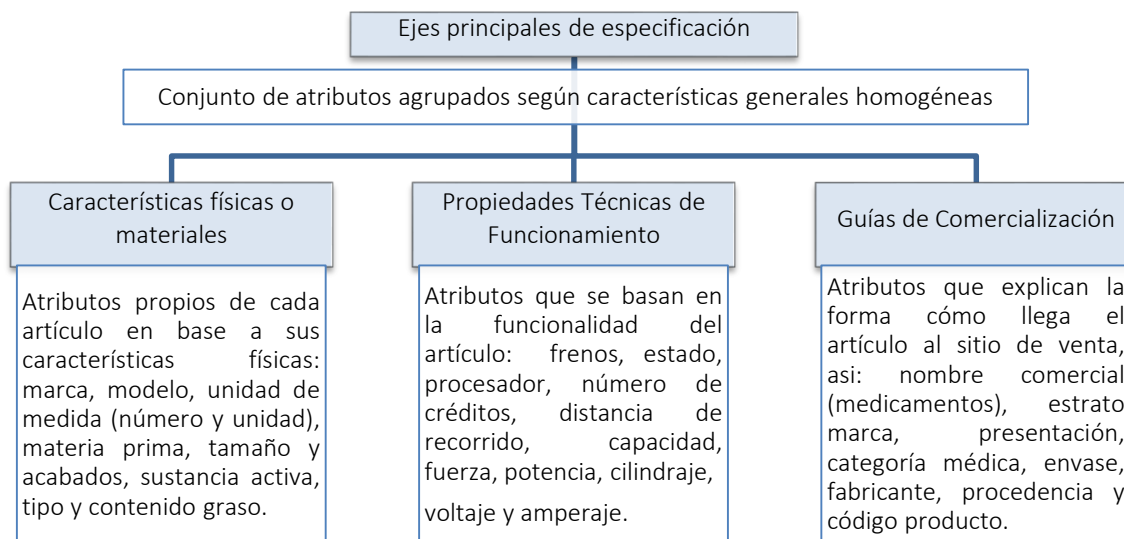 Ejes principales de especificación
Conjunto de atributos agrupados según características generales homogéneas
Características físicas o
materiales
Atributos propios de cada
artículo en base a sus
características físicas:
marca, modelo, unidad de
medida (número y unidad),
materia prima, tamaño y
acabados, sustancia activa,
tipo y contenido graso.
Propiedades Técnicas de
Funcionamiento
Atributos que se basan en
la funcionalidad del
artículo: frenos, estado,
procesador, número de
créditos, distancia de
recorrido, capacidad,
fuerza, potencia, cilindraje,
voltaje y amperaje.
Guías de Comercialización
Atributos que explican la
forma cómo llega el
artículo al sitio de venta,
asi: nombre comercial
(medicamentos), estrato
marca, presentación,
categoría médica, envase,
fabricante, procedencia y
código producto.